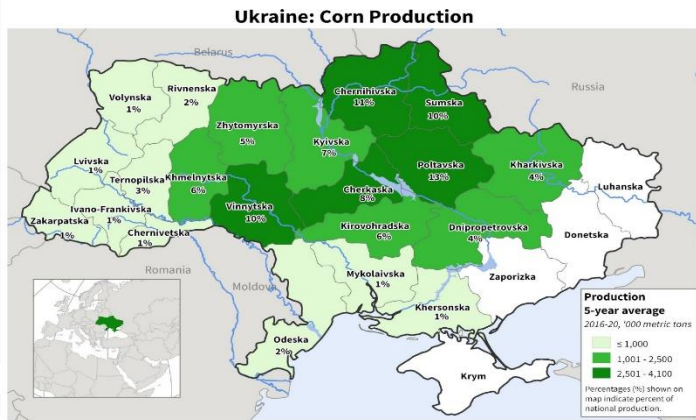 Ukraine: Corn Production
Belarus
Russia
Romania
Moldova
Volynska
1%
Rivnenska
2%
Zhytomyrska
5%
Kyivska
7%
Chernihivska
11%
Sumska
10%
Lvivska
1%
Ternopilska
3%
Khmelnytska
6%
Vinnytska
10%
Cherkaska
8%
Poltavska
13%
Kharkivska
4%
Luhanska
Ivano-Frankivska
1%
Zakarpatska
1%
Chernivetska
1%
Kirovohradska
6%
Dnipropetrovska
4%
Donetska
Zaporizka
Mykolaivska
1%
Khersonska
1%
Odeska
2%
Krym
Production
5-year average
2016-20, '000 metric tons
≤ 1,000
1,001 - 2,500
2,501 - 4,100
Percentages (%) shown on
map indicate percent of
national production.